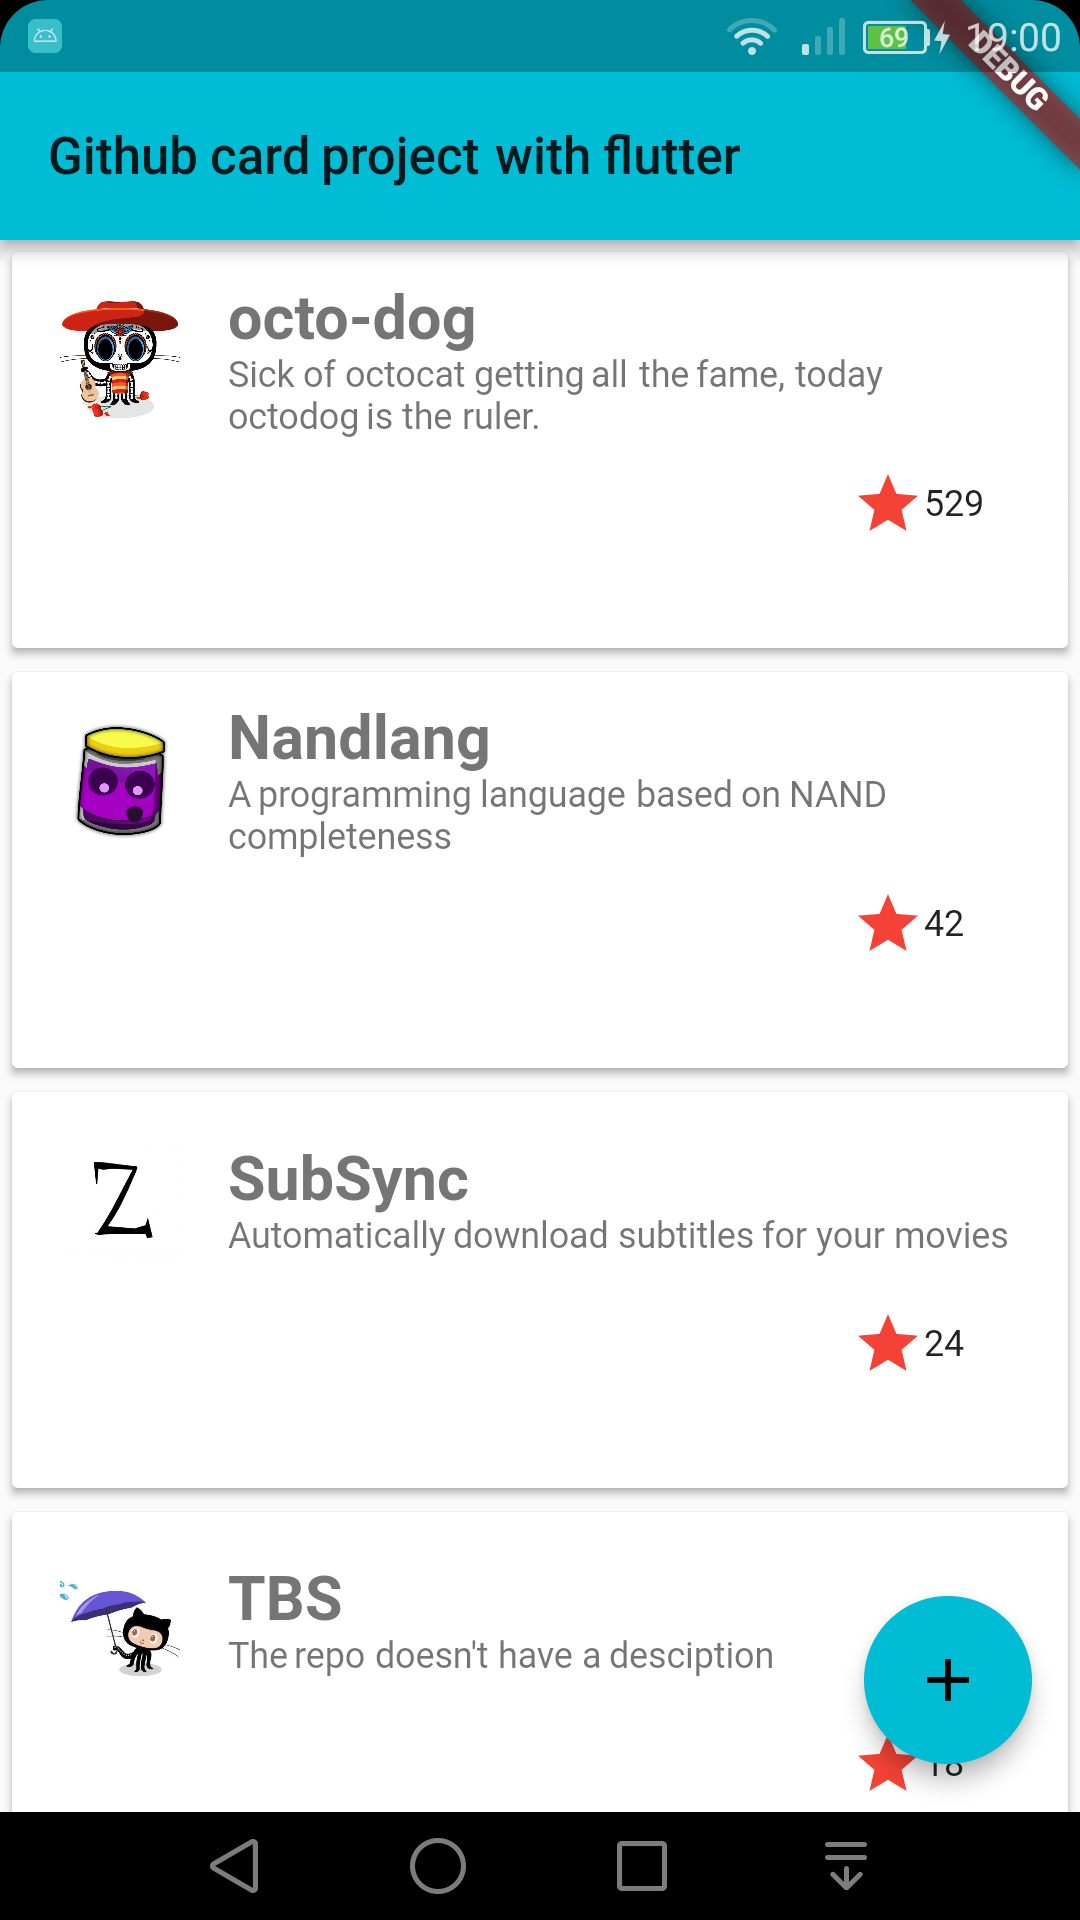 69 19:00
DEBUG
Github card project with flutter
octo-dog
Sick of octocat getting all the fame, today
octodog is the ruler.
529
Nandlang
A programming language based on NAND
completeness
42
Z
SubSync
Automatically download subtitles for your movies
24
TBS
The repo doesn't have a desciption
18